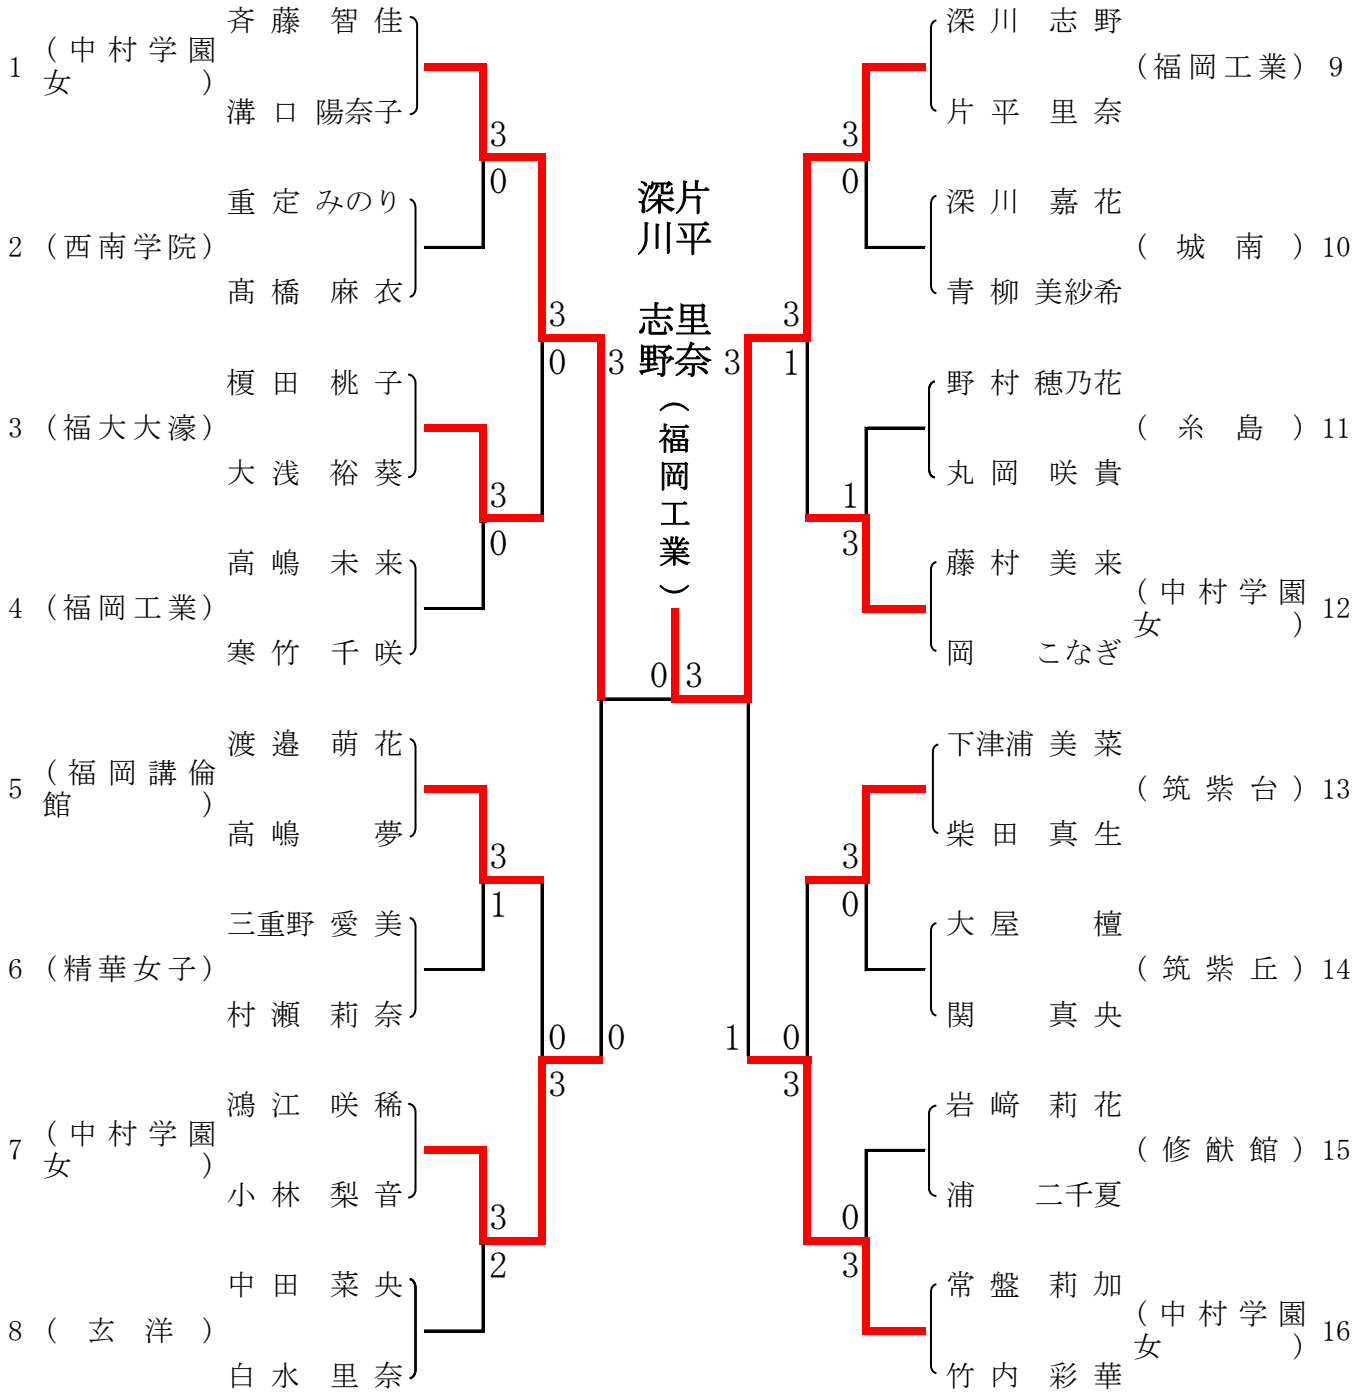 斉藤 智佳
1 (中村学園女)
溝口 陽奈子
3
0
重定 みのり
2 (西南学院)
髙橋 麻衣
3
0
榎田 桃子
3 (福大大濠)
大浅 裕葵
3
0
高嶋 未来
4 (福岡工業)
寒竹 千咲
3
渡邉 萌花
5 (福岡講倫館)
高嶋 夢
3
1
三重野 愛美
6 (精華女子)
村瀬 莉奈
0
3
鴻江 咲稀
7 (中村学園女)
小林 梨音
3
2
中田 菜央
8 (玄洋)
白水 里奈
0
片平 里奈
深川 志野
(福岡工業)
0 3
深川 志野
(福岡工業) 9
片平 里奈
3
0
深川 嘉花
(城南) 10
青柳 美紗希
3
1
野村 穂乃花
(糸島) 11
丸岡 咲貴
1
3
藤村 美来
(中村学園女) 12
岡 こなぎ
3
下津浦 美菜
(筑紫台) 13
柴田 真生
3
0
大屋 檀
(筑紫丘) 14
関 真央
0
3
岩﨑 莉花
(修猷館) 15
浦 二千夏
0
3
常盤 莉加
(中村学園女) 16
竹内 彩華
1